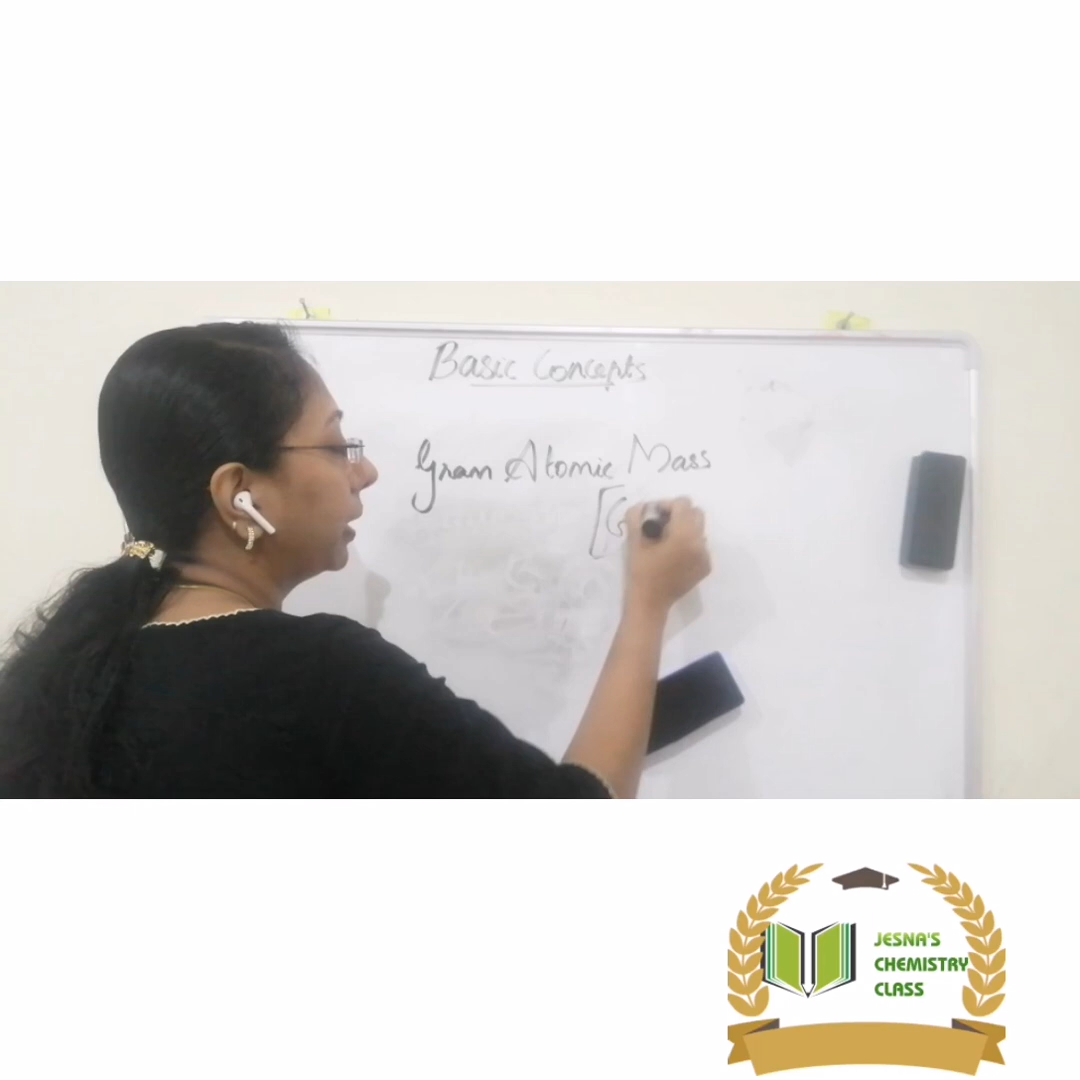 Basic Concepts
Gram Atomic Mass
[G
JESNA'S
CHEMISTRY
CLASS